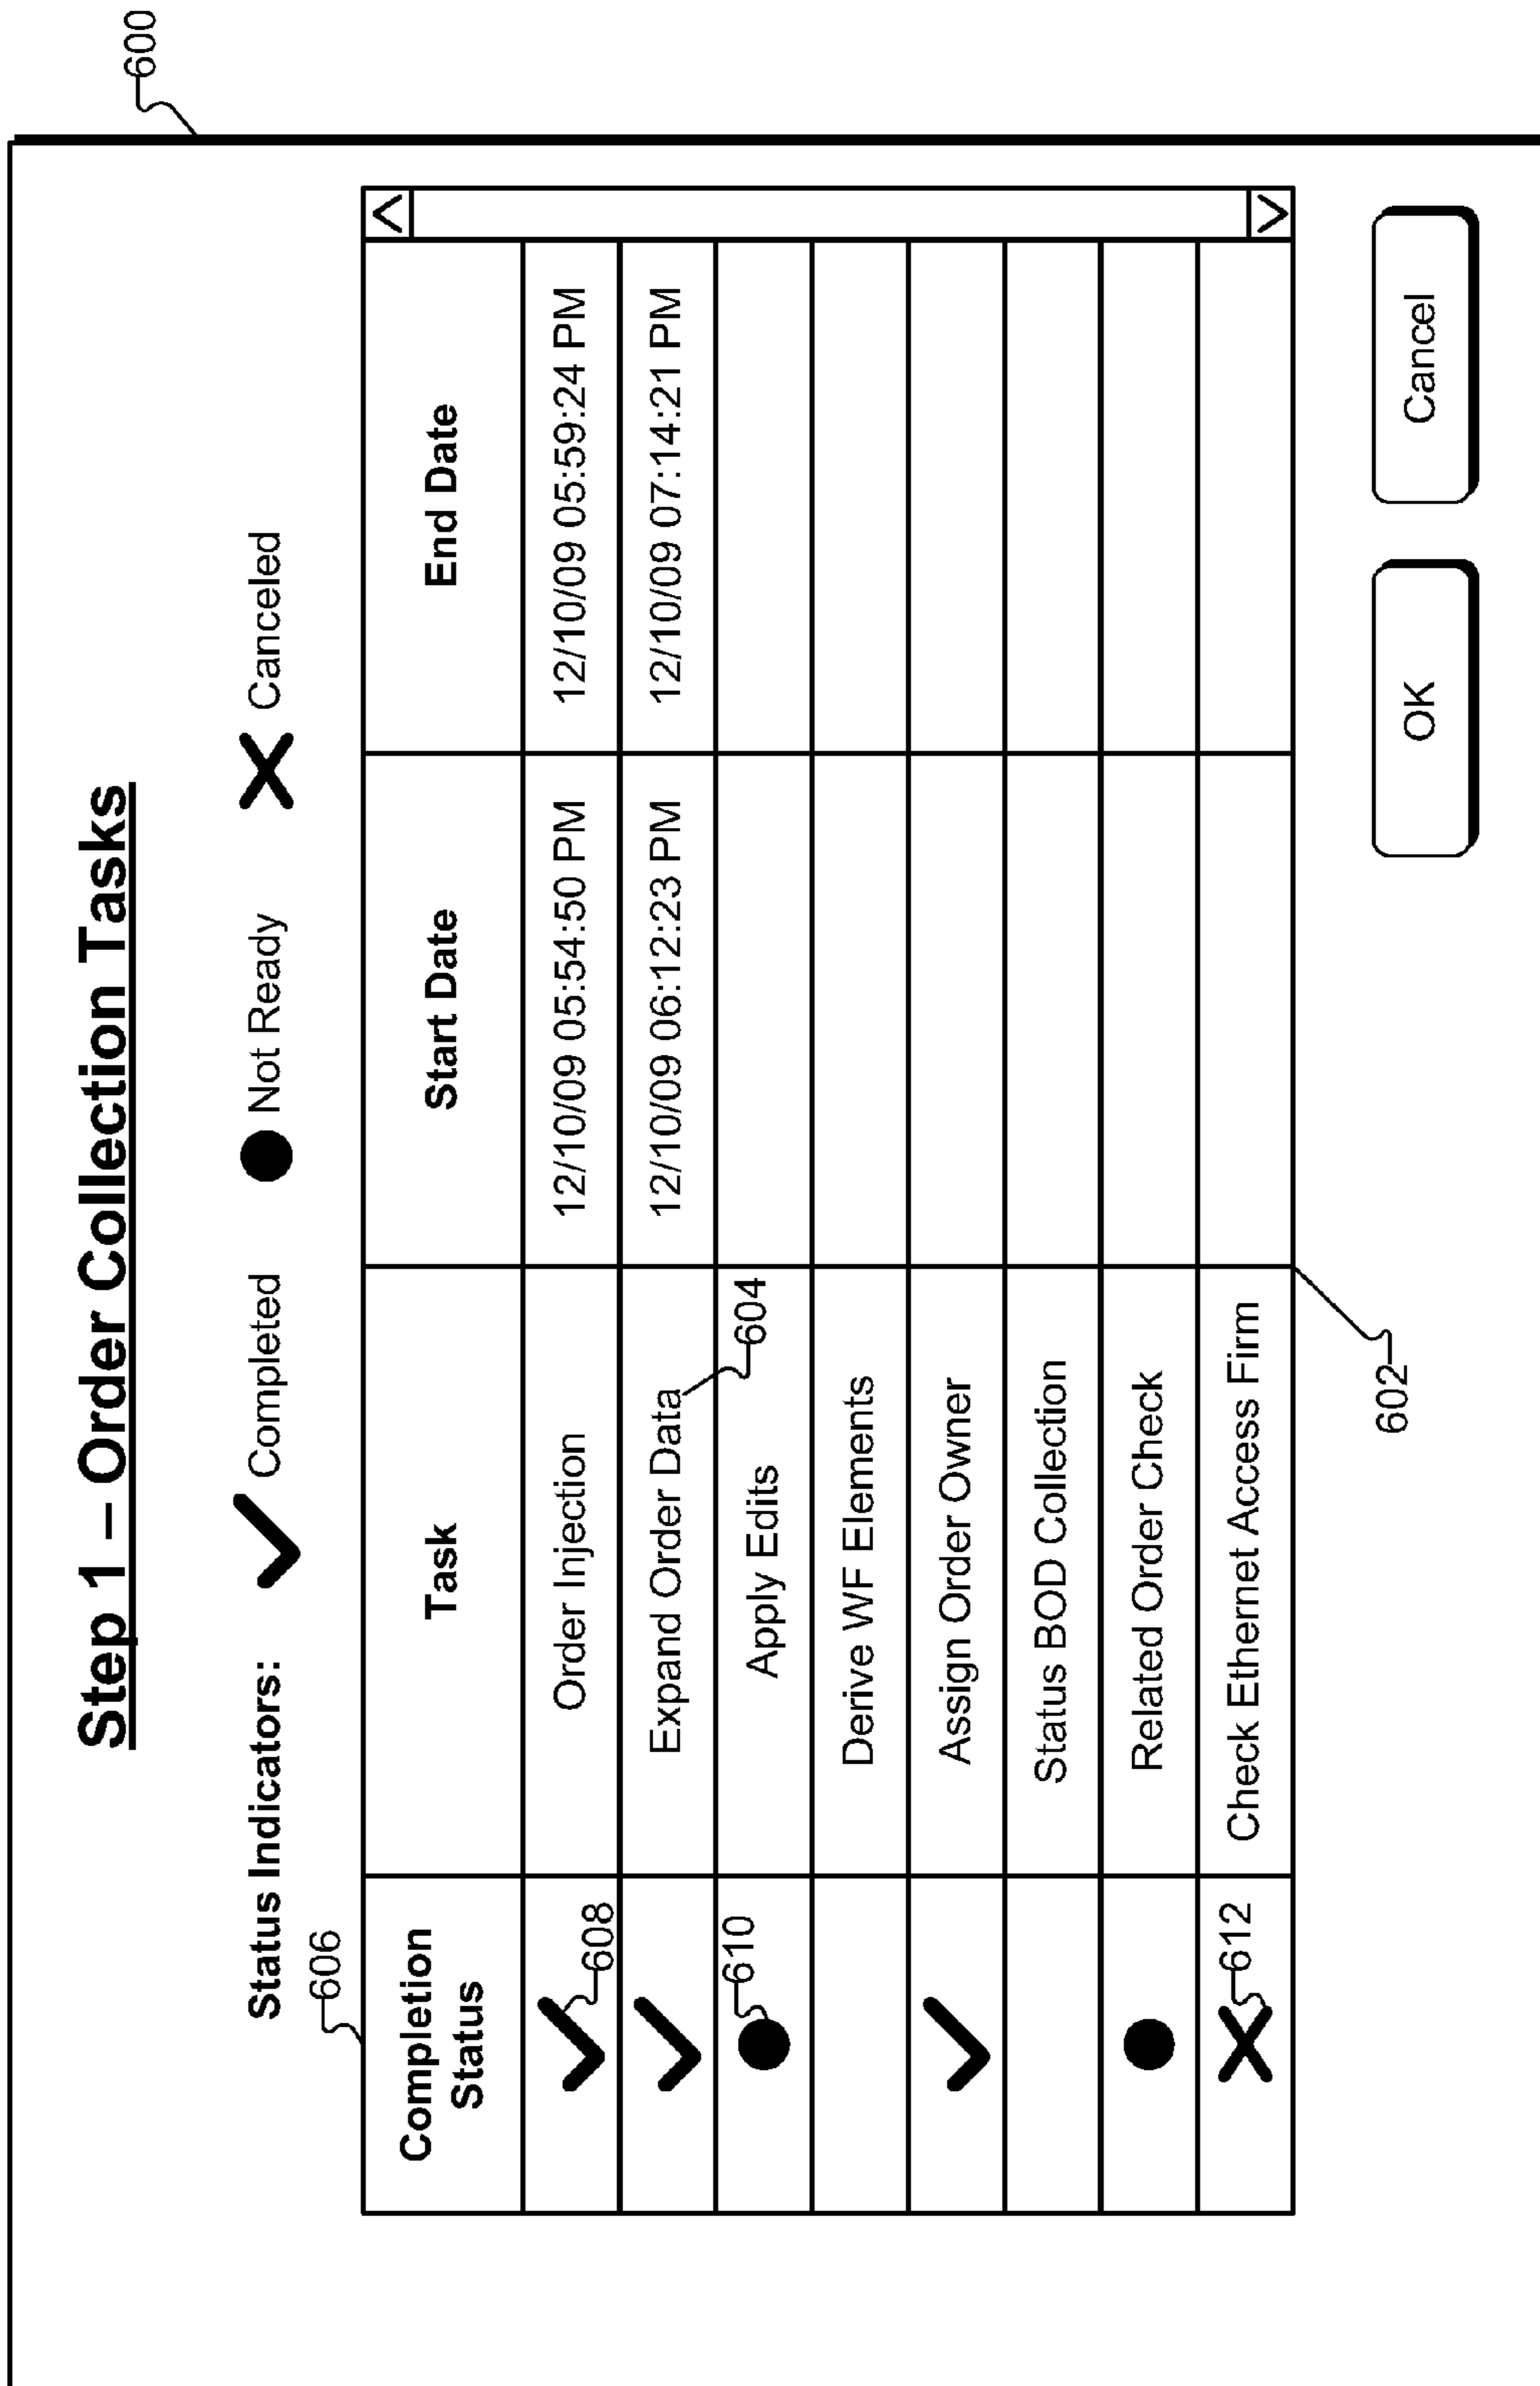 600
Step 1 – Order Collection Tasks
Status Indicators: Completed Not Ready Canceled
606
Completion Status Task Start Date End Date
608 Order Injection 12/10/09 05:54:50 PM 12/10/09 05:59:24 PM
Expand Order Data 12/10/09 06:12:23 PM 12/10/09 07:14:21 PM
610 Apply Edits 604
Derive WF Elements
Assign Order Owner
Status BOD Collection
Related Order Check
612 Check Ethernet Access Firm
602
OK Cancel